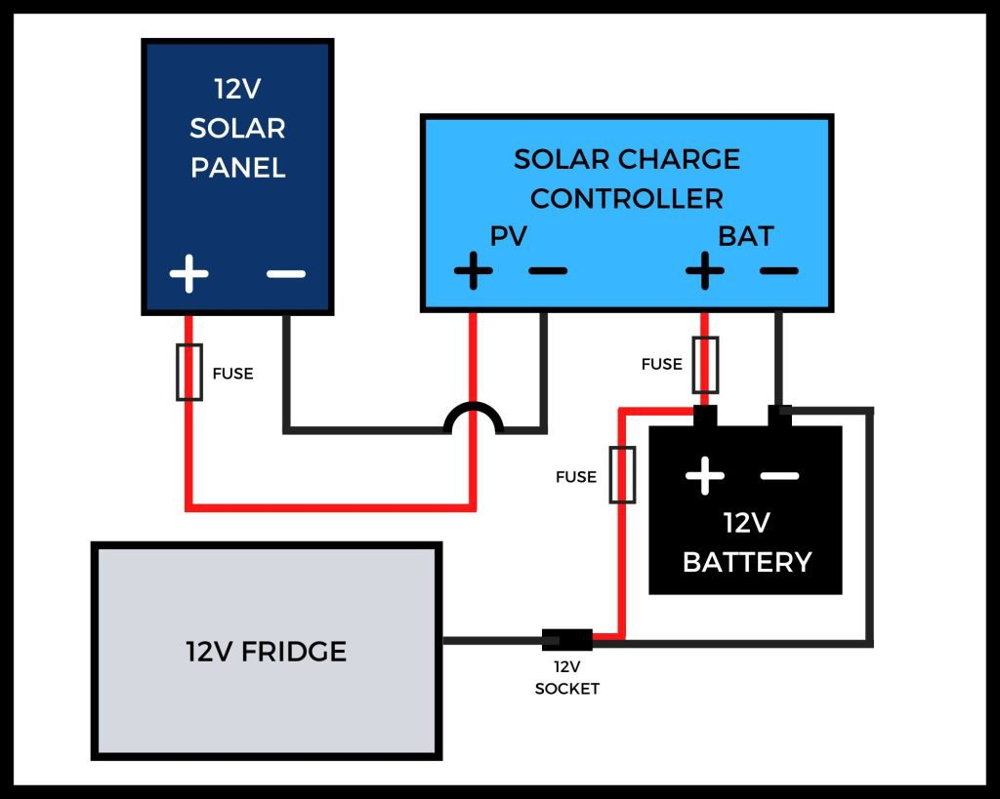 12V
SOLAR
PANEL
+ −
SOLAR CHARGE
CONTROLLER
PV
BAT
+ −
+ −
FUSE
FUSE
FUSE
+ −
12V
BATTERY
12V FRIDGE
12V
SOCKET